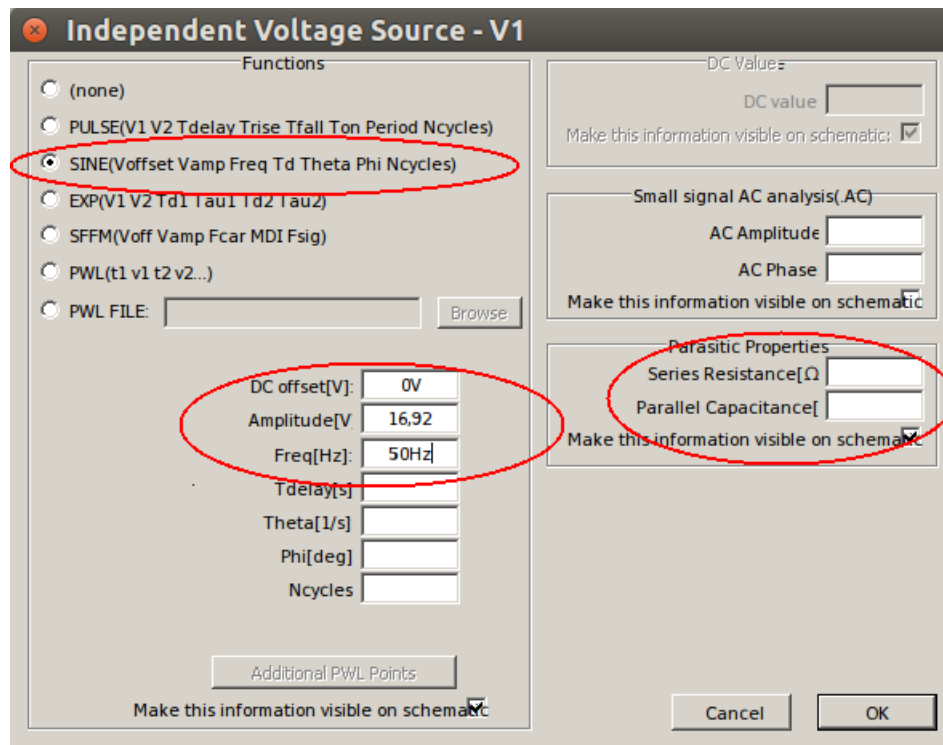 Independent Voltage Source - V1
Functions
(none)
PULSE(V1 V2 Tdelay Trise Tfall Ton Period Ncycles)
SINE(Voffset Vamp Freq Td Theta Phi Ncycles)
EXP(V1 V2 Td1 Tau1 Td2 Tau2)
SFFM(Voff Vamp Fcar MDI Fsig)
PWL(t1 v1 t2 v2...)
PWL FILE: Browse
DC offset[V]: 0V
Amplitude[V 16,92
Freq[Hz]: 50Hz
Tdelay[s]
Theta[1/s]
Phi[deg]
Ncycles
Additional PWL Points
Make this information visible on schematic
DC Value
DC value
Make this information visible on schematic:
Small signal AC analysis(.AC)
AC Amplitude
AC Phase
Make this information visible on schematic
Parasitic Properties
Series Resistance[Ω
Parallel Capacitance[
Make this information visible on schematic
Cancel OK